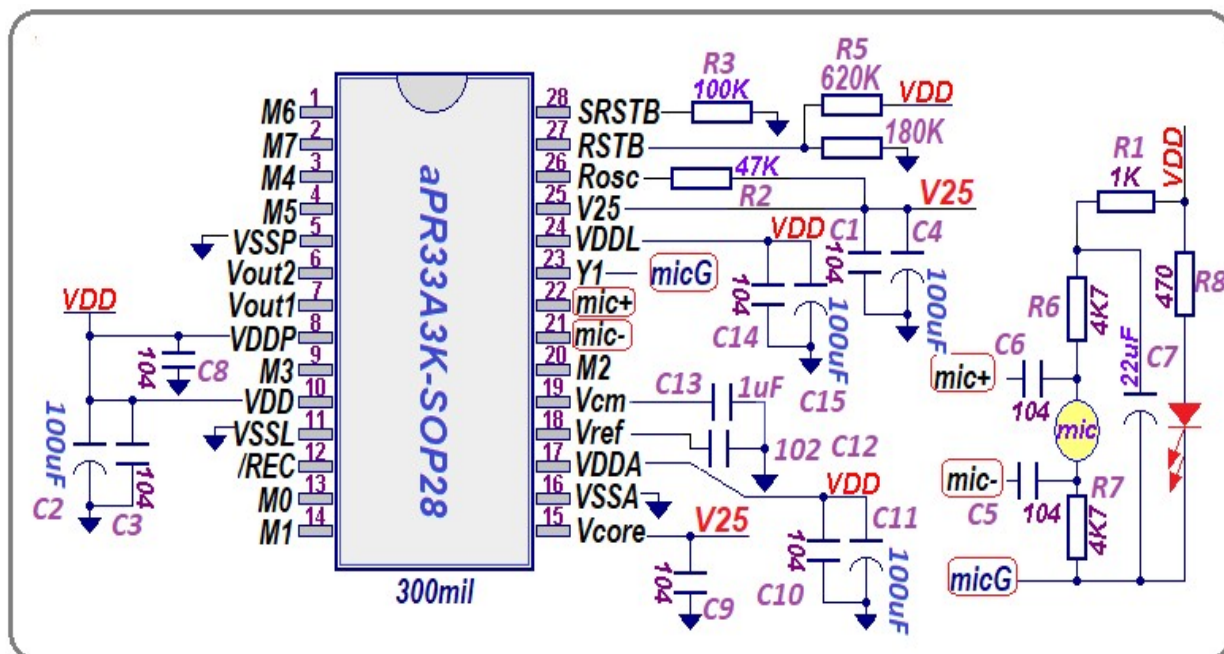 aPR33A3K-SOP28
300mil
1 M6
2 M7
3 M4
4 M5
5 VSSP
6 Vout2
7 Vout1
8 VDDP
9 M3
10 VDD
11 VSSL
12 /REC
13 M0
14 M1
28 SRSTB
27 RSTB
26 Rosc
25 V25
24 VDDL
23 Y1
22 mic+
21 mic-
20 M2
19 Vcm
18 Vref
17 VDDA
16 VSSA
15 Vcore
VDD
104
C8
100uF
C2
104
C3
R3
100K
R5
620K
VDD
180K
47K
R2
V25
VDD
C1
104
C4
100uF
micG
104
C14
100uF
C15
C13
1uF
102
C12
VDD
104
C10
C11
100uF
V25
104
C9
VDD
R1
1K
R8
470
R6
4K7
C7
22uF
C6
mic+
104
mic
mic-
C5
104
R7
4K7
micG